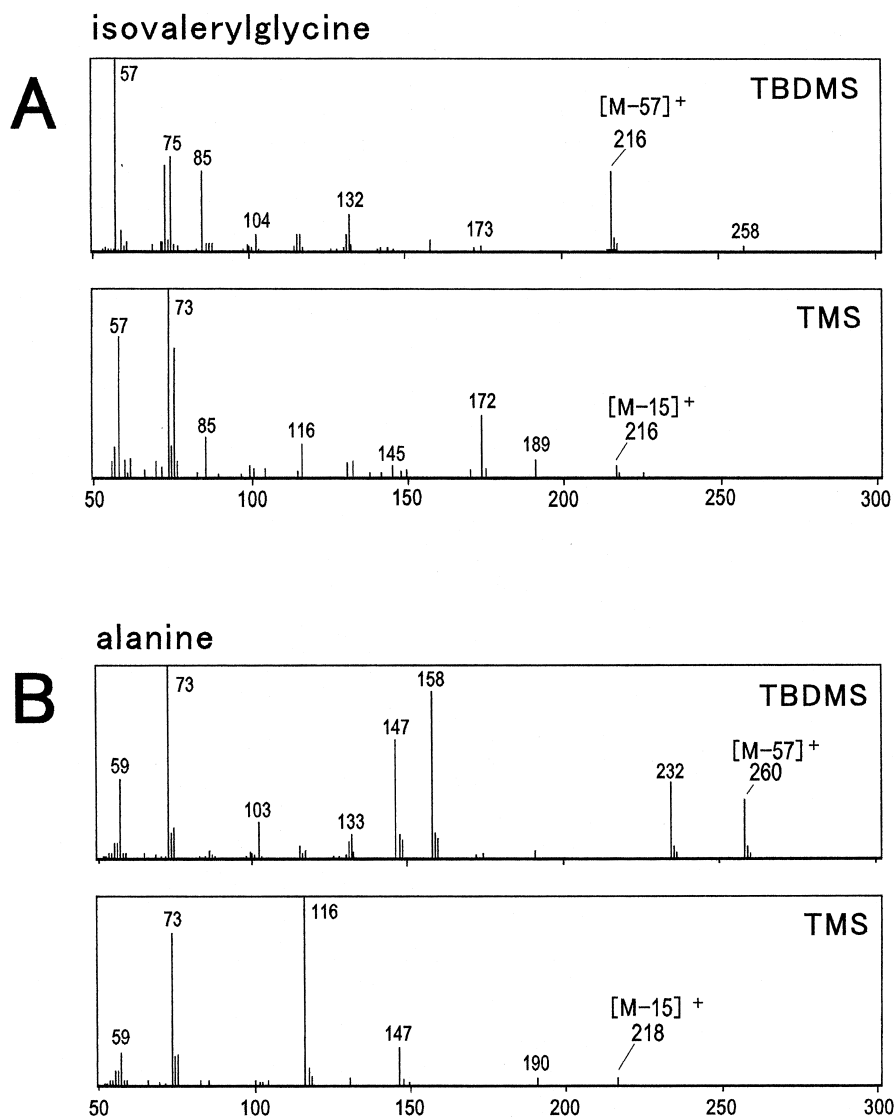 isovalerylglycine
A
57
TBDMS
[M-57]+
216
75
85
132
104
173
258
TMS
73
57
172
[M-15]+
216
85
116
145
189
50 100 150 200 250 300
alanine
B
73
158
TBDMS
147
[M-57]+
260
59
232
103
133
116
TMS
73
[M-15] +
218
59
147
190
50 100 150 200 250 300